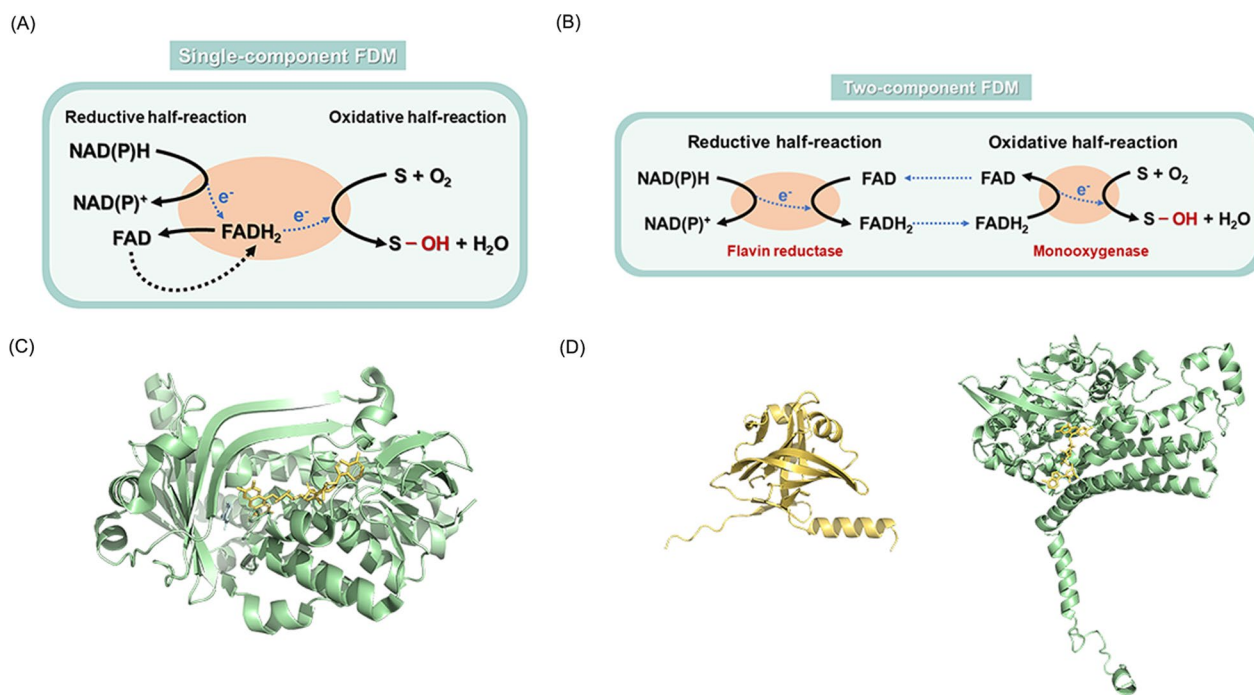 (A)
Single-component FDM
Reductive half-reaction
Oxidative half-reaction
NAD(P)H
S + O₂
e⁻
NAD(P)⁺
e⁻
FAD
FADH₂
S – OH + H₂O
(B)
Two-component FDM
Reductive half-reaction
Oxidative half-reaction
NAD(P)H
FAD
FAD
S + O₂
e⁻
e⁻
NAD(P)⁺
FADH₂
FADH₂
S – OH + H₂O
Flavin reductase
Monooxygenase
(C)
(D)